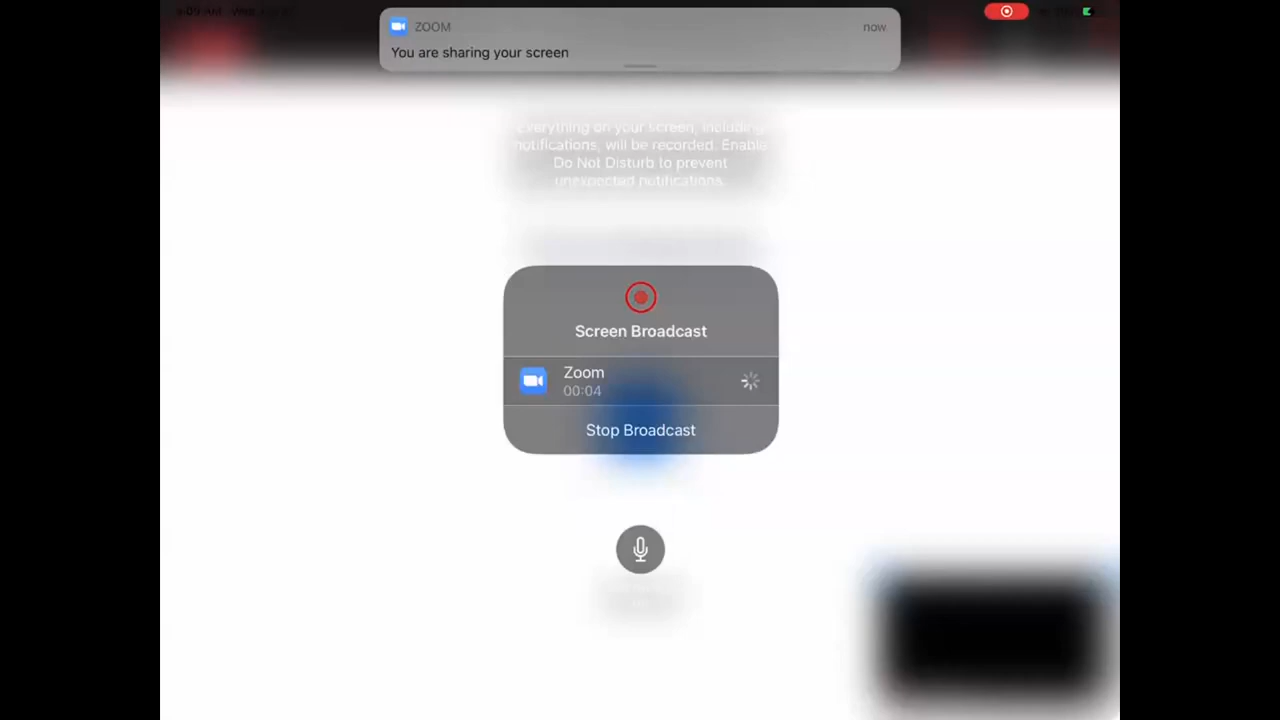 ZOOM
now
You are sharing your screen
Everything on your screen, including
notifications, will be recorded. Enable
Do Not Disturb to prevent
unexpected notifications.
Screen Broadcast
Zoom
00:04
Stop Broadcast